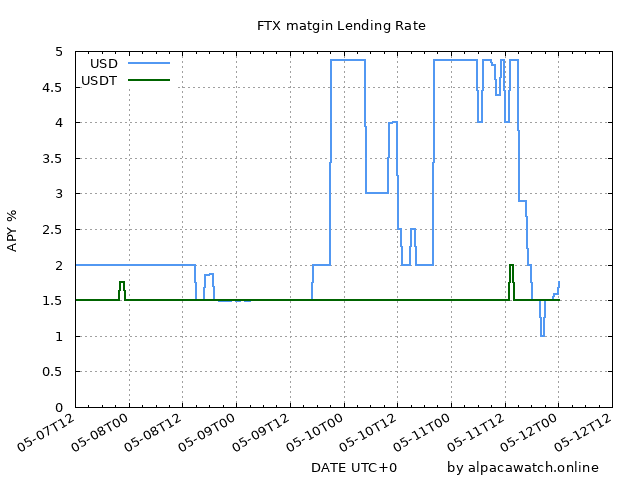 FTX matgin Lending Rate
USD
USDT
5
4.5
4
3.5
3
2.5
2
1.5
1
0.5
0
APY %
05-07T12
05-08T00
05-08T12
05-09T00
05-09T12
05-10T00
05-10T12
05-11T00
05-11T12
05-12T00
05-12T12
DATE UTC+0
by alpacawatch.online